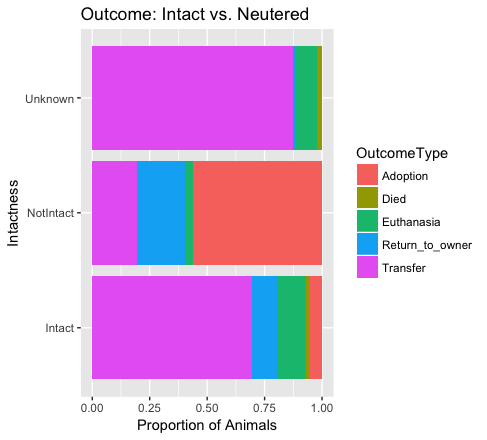 Outcome: Intact vs. Neutered
Intactness
Unknown
NotIntact
Intact
0.00 0.25 0.50 0.75 1.00
Proportion of Animals
OutcomeType
Adoption
Died
Euthanasia
Return_to_owner
Transfer